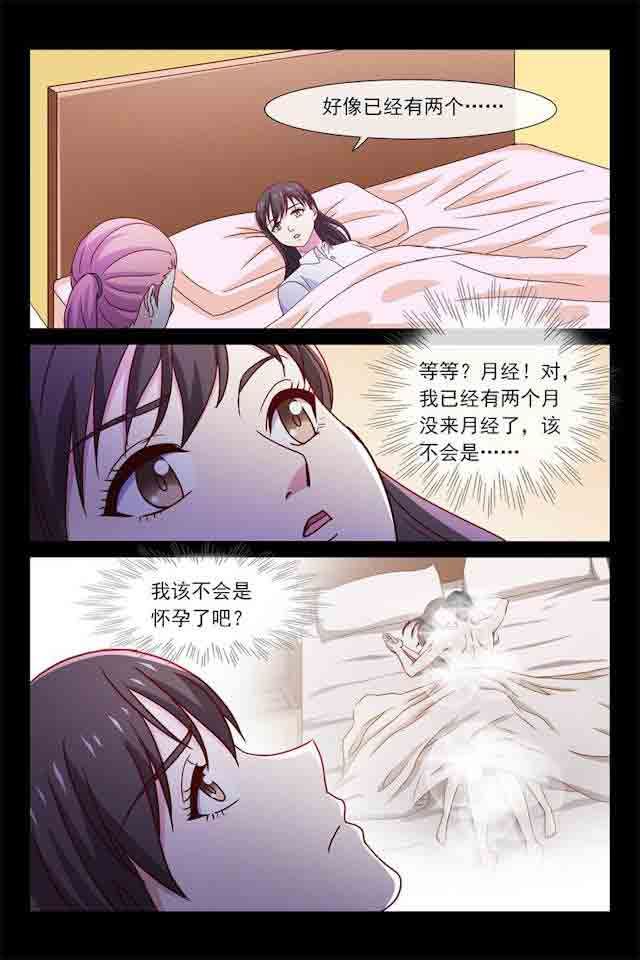 好像已经有两个……
等等？月经！对，
我已经有两个月
没来月经了，该
不会是……
我该不会是
怀孕了吧？